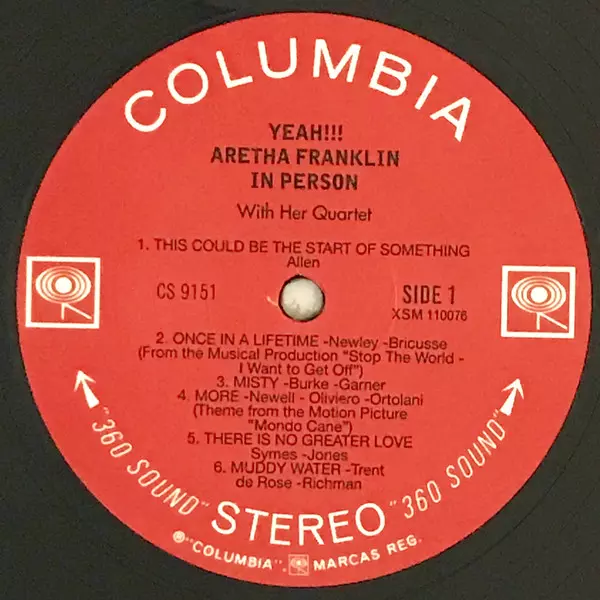 COLUMBIA
YEAH!!!
ARETHA FRANKLIN
IN PERSON
With Her Quartet
1. THIS COULD BE THE START OF SOMETHING
Allen
CS 9151
SIDE 1
XSM 110076
2. ONCE IN A LIFETIME -Newley -Bricusse
(From the Musical Production "Stop The World -
I Want to Get Off")
3. MISTY -Burke -Garner
4. MORE -Newell - Oliviero -Ortolani
(Theme from the Motion Picture
"Mondo Cane")
5. THERE IS NO GREATER LOVE
Symes -Jones
6. MUDDY WATER -Trent
de Rose -Richman
"360 SOUND" STEREO "360 SOUND"
Ⓡ"COLUMBIA". MARCAS REG.